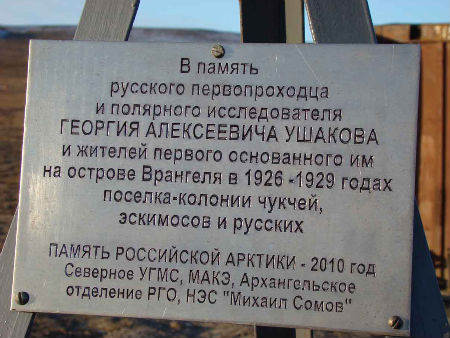 В память
русского первопроходца
и полярного исследователя
ГЕОРГИЯ АЛЕКСЕЕВИЧА УШАКОВА
и жителей первого основанного им
на острове Врангеля в 1926 -1929 годах
поселка-колонии чукчей,
эскимосов и русских
ПАМЯТЬ РОССИЙСКОЙ АРКТИКИ - 2010 год
Северное УГМС, МАКЭ, Архангельское
отделение РГО, НЭС "Михаил Сомов"